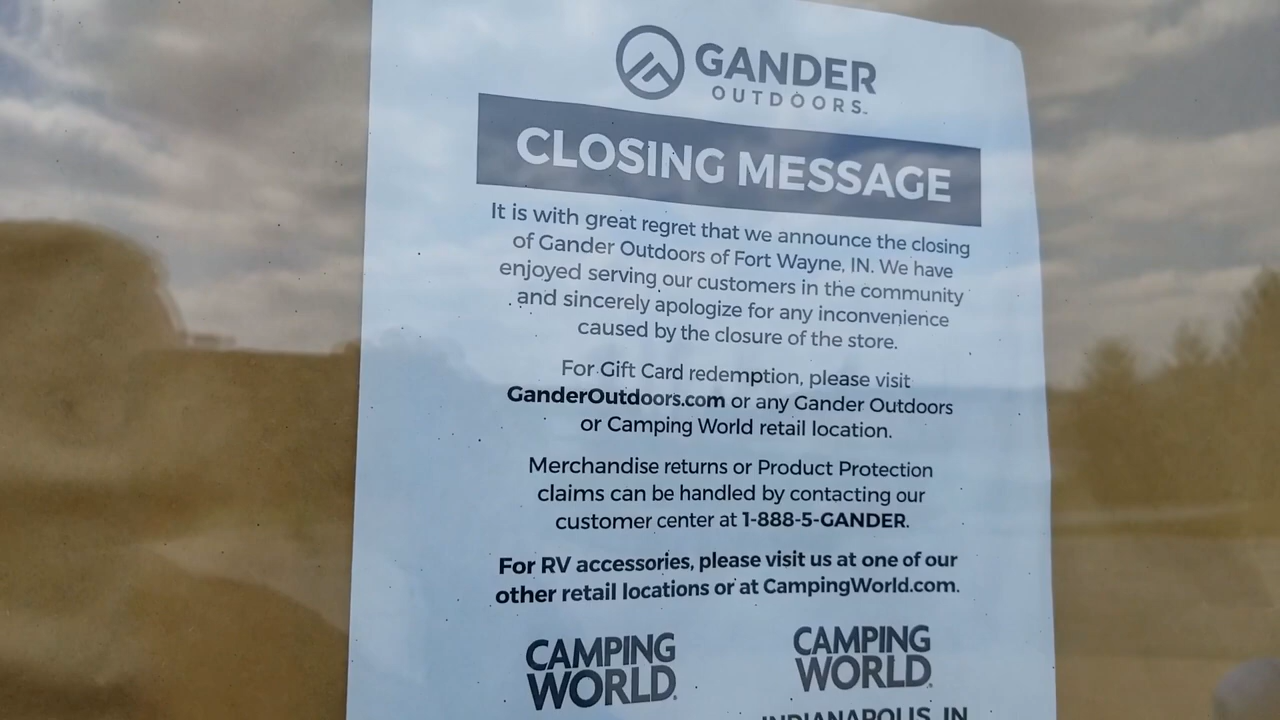 GANDER
OUTDOORS™
CLOSING MESSAGE
It is with great regret that we announce the closing
of Gander Outdoors of Fort Wayne, IN. We have
enjoyed serving our customers in the community
and sincerely apologize for any inconvenience
caused by the closure of the store.
For Gift Card redemption, please visit
GanderOutdoors.com or any Gander Outdoors
or Camping World retail location.
Merchandise returns or Product Protection
claims can be handled by contacting our
customer center at 1-888-5-GANDER.
For RV accessories, please visit us at one of our
other retail locations or at CampingWorld.com.
CAMPING
WORLD®
CAMPING
WORLD®
INDIANAPOLIS, IN